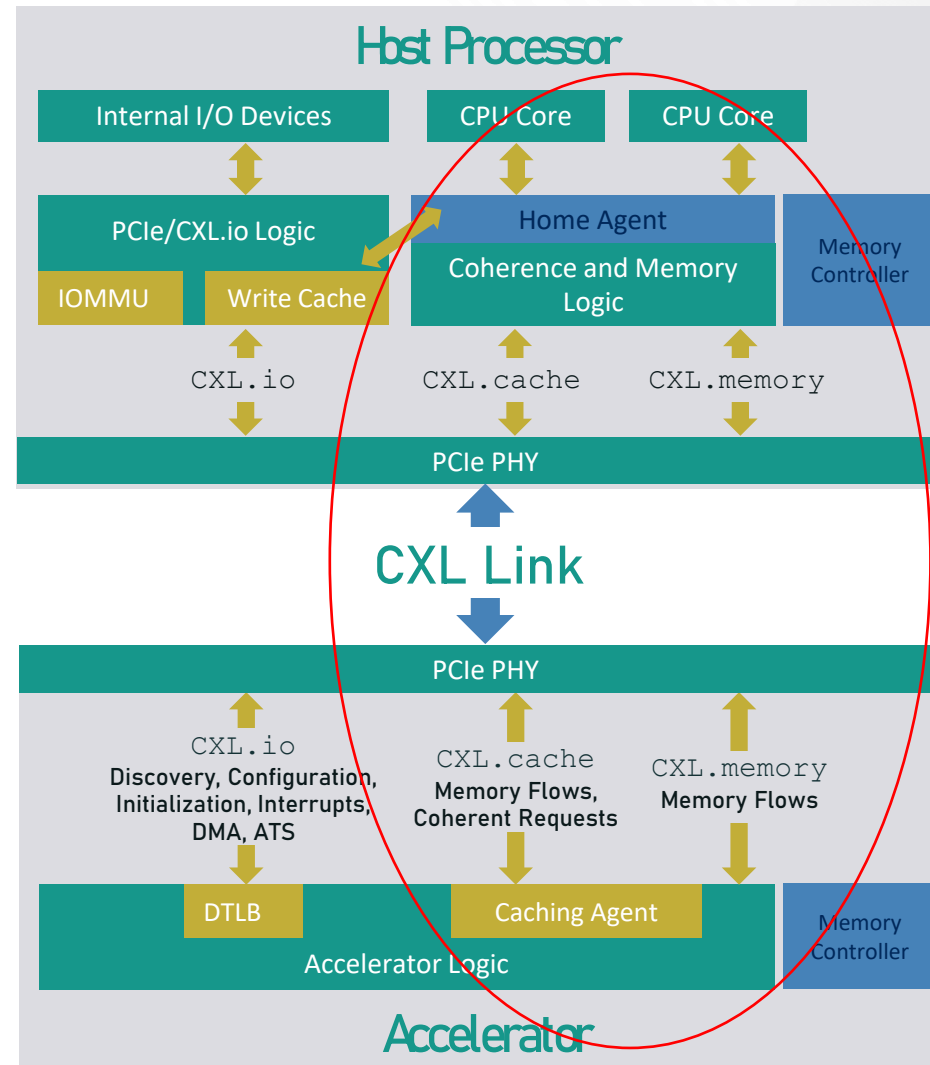 Host Processor
Internal I/O Devices
CPU Core
CPU Core
PCIe/CXL.io Logic
IOMMU
Write Cache
Home Agent
Coherence and Memory
Logic
Memory
Controller
CXL.io
CXL.cache
CXL.memory
PCIe PHY
CXL Link
PCIe PHY
CXL.io
Discovery, Configuration,
Initialization, Interrupts,
DMA, ATS
CXL.cache
Memory Flows,
Coherent Requests
CXL.memory
Memory Flows
DTLB
Caching Agent
Accelerator Logic
Memory
Controller
Accelerator